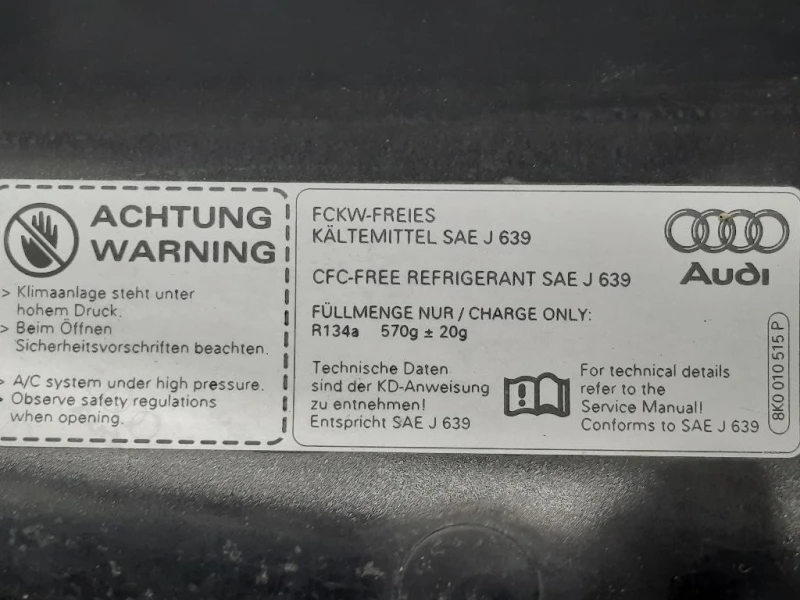 ACHTUNG
WARNING
> Klimaanlage steht unter
hohem Druck.
> Beim Öffnen
Sicherheitsvorschriften beachten.
> A/C system under high pressure.
> Observe safety regulations
when opening.
FCKW-FREIES
KÄLTEMITTEL SAE J 639
CFC-FREE REFRIGERANT SAE J 639
FÜLLMENGE NUR / CHARGE ONLY:
R134a 570g ± 20g
Technische Daten
sind der KD-Anweisung
zu entnehmen!
Entspricht SAE J 639
For technical details
refer to the
Service Manual!
Conforms to SAE J 639
Audi
8K0 010 515 P